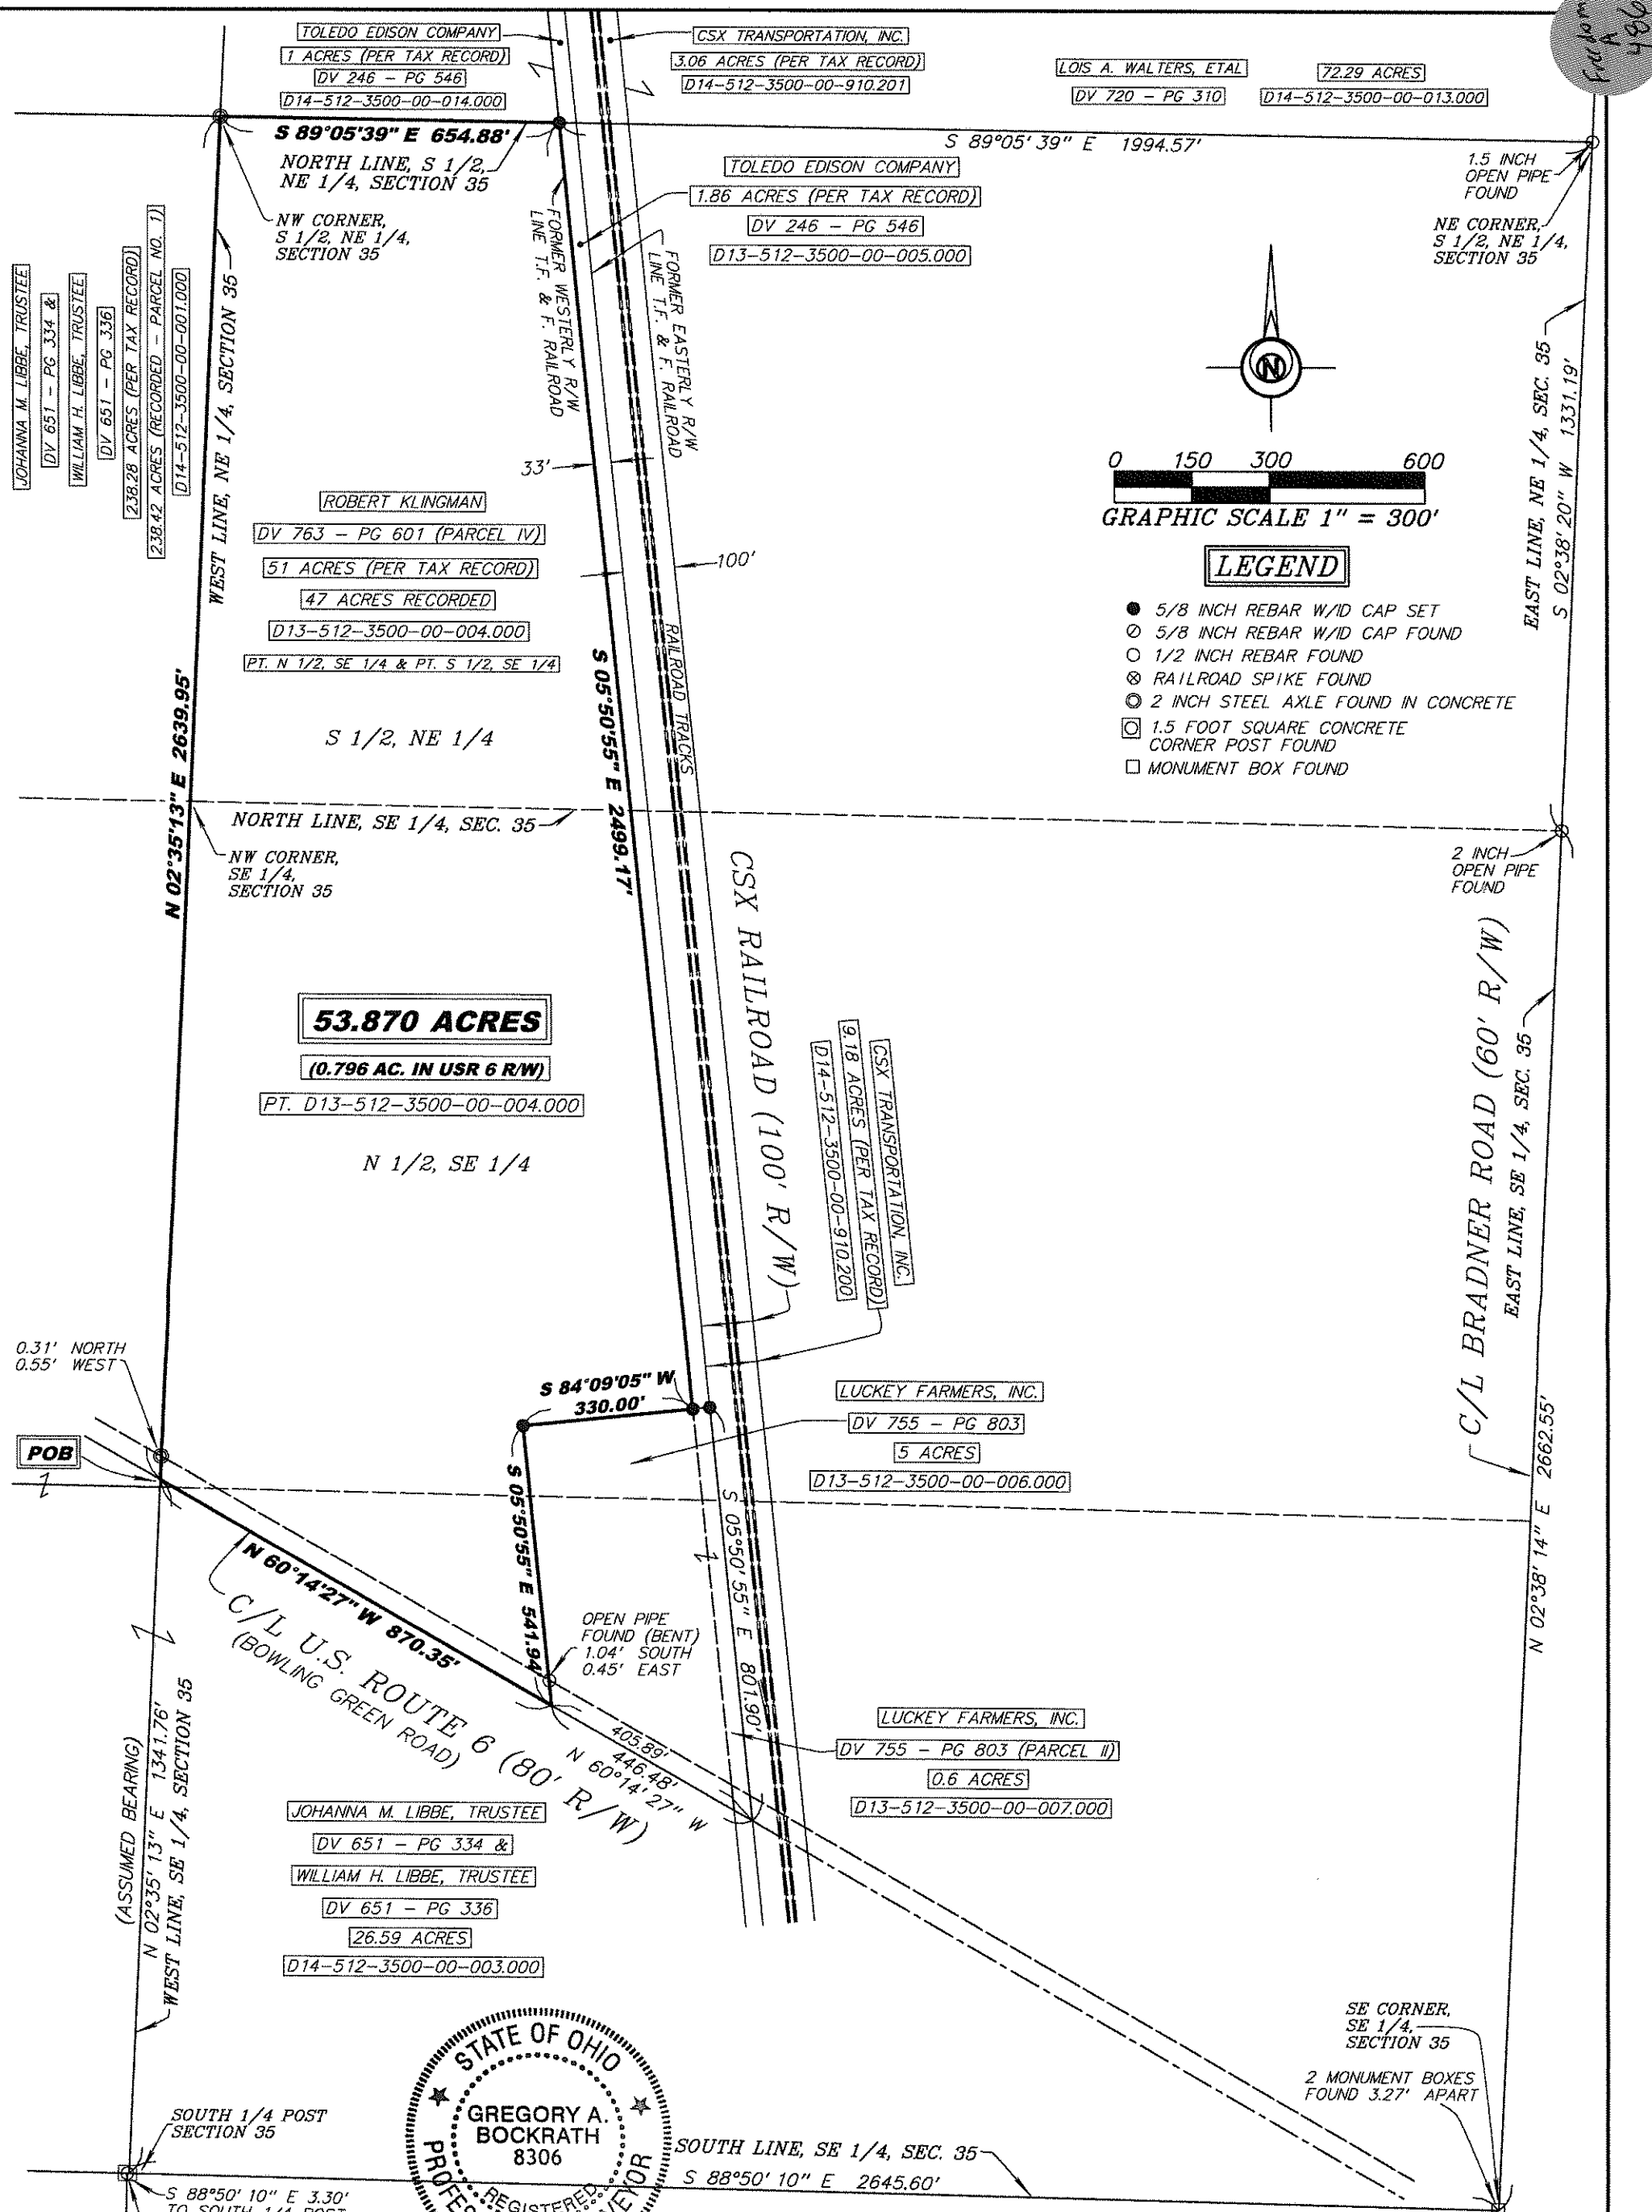 Freedom
A
486
TOLEDO EDISON COMPANY
1 ACRES (PER TAX RECORD)
DV 246 - PG 546
D14-512-3500-00-014.000
CSX TRANSPORTATION, INC.
3.06 ACRES (PER TAX RECORD)
D14-512-3500-00-910.201
LOIS A. WALTERS, ETAL
DV 720 - PG 310
72.29 ACRES
D14-512-3500-00-013.000
S 89°05'39" E 654.88'
NORTH LINE, S 1/2,
NE 1/4, SECTION 35
NW CORNER,
S 1/2, NE 1/4,
SECTION 35
S 89°05'39" E 1994.57'
1.5 INCH
OPEN PIPE
FOUND
NE CORNER,
S 1/2, NE 1/4,
SECTION 35
TOLEDO EDISON COMPANY
1.86 ACRES (PER TAX RECORD)
DV 246 - PG 546
D13-512-3500-00-005.000
FORMER WESTERLY R/W
LINE T.F. & F. RAILROAD
FORMER EASTERLY R/W
LINE T.F. & F. RAILROAD
JOHANNA M. LIBBE, TRUSTEE
DV 651 - PG 334 &
WILLIAM H. LIBBE, TRUSTEE
DV 651 - PG 336
238.28 ACRES (PER TAX RECORD)
238.42 ACRES (RECORDED - PARCEL NO. 1)
D14-512-3500-00-001.000
WEST LINE, NE 1/4, SECTION 35
N 02°35'13" E 2639.95'
33'
100'
N
0 150 300 600
GRAPHIC SCALE 1" = 300'
EAST LINE, NE 1/4, SEC. 35
S 02°38'20" W 1331.19'
ROBERT KLINGMAN
DV 763 - PG 601 (PARCEL IV)
51 ACRES (PER TAX RECORD)
47 ACRES RECORDED
D13-512-3500-00-004.000
PT. N 1/2, SE 1/4 & PT. S 1/2, SE 1/4
S 1/2, NE 1/4
LEGEND
5/8 INCH REBAR W/ID CAP SET
5/8 INCH REBAR W/ID CAP FOUND
1/2 INCH REBAR FOUND
RAILROAD SPIKE FOUND
2 INCH STEEL AXLE FOUND IN CONCRETE
1.5 FOOT SQUARE CONCRETE
CORNER POST FOUND
MONUMENT BOX FOUND
S 05°50'55" E 2499.17'
RAILROAD TRACKS
NORTH LINE, SE 1/4, SEC. 35
NW CORNER,
SE 1/4,
SECTION 35
2 INCH
OPEN PIPE
FOUND
CSX RAILROAD (100' R/W)
53.870 ACRES
(0.796 AC. IN USR 6 R/W)
PT. D13-512-3500-00-004.000
N 1/2, SE 1/4
CSX TRANSPORTATION, INC.
9.18 ACRES (PER TAX RECORD)
D14-512-3500-00-910.200
C/L BRADNER ROAD (60' R/W)
EAST LINE, SE 1/4, SEC. 35
N 02°38'14" E 2662.55'
0.31' NORTH
0.55' WEST
POB
S 84°09'05" W
330.00'
LUCKEY FARMERS, INC.
DV 755 - PG 803
5 ACRES
D13-512-3500-00-006.000
S 05°50'55" E 541.94'
S 05°50'55" E 801.90'
N 60°14'27" W 870.35'
C/L U.S. ROUTE 6 (80' R/W)
(BOWLING GREEN ROAD)
OPEN PIPE
FOUND (BENT)
1.04' SOUTH
0.45' EAST
405.89'
446.48'
N 60°14'27" W
LUCKEY FARMERS, INC.
DV 755 - PG 803 (PARCEL II)
0.6 ACRES
D13-512-3500-00-007.000
(ASSUMED BEARING)
N 02°35'13" E 1341.76'
WEST LINE, SE 1/4, SECTION 35
JOHANNA M. LIBBE, TRUSTEE
DV 651 - PG 334 &
WILLIAM H. LIBBE, TRUSTEE
DV 651 - PG 336
26.59 ACRES
D14-512-3500-00-003.000
SE CORNER,
SE 1/4,
SECTION 35
2 MONUMENT BOXES
FOUND 3.27' APART
SOUTH 1/4 POST
SECTION 35
STATE OF OHIO
GREGORY A.
BOCKRATH
8306
REGISTERED
SOUTH LINE, SE 1/4, SEC. 35
S 88°50'10" E 2645.60'
S 88°50'10" E 3.30'
TO SOUTH 1/4 POST